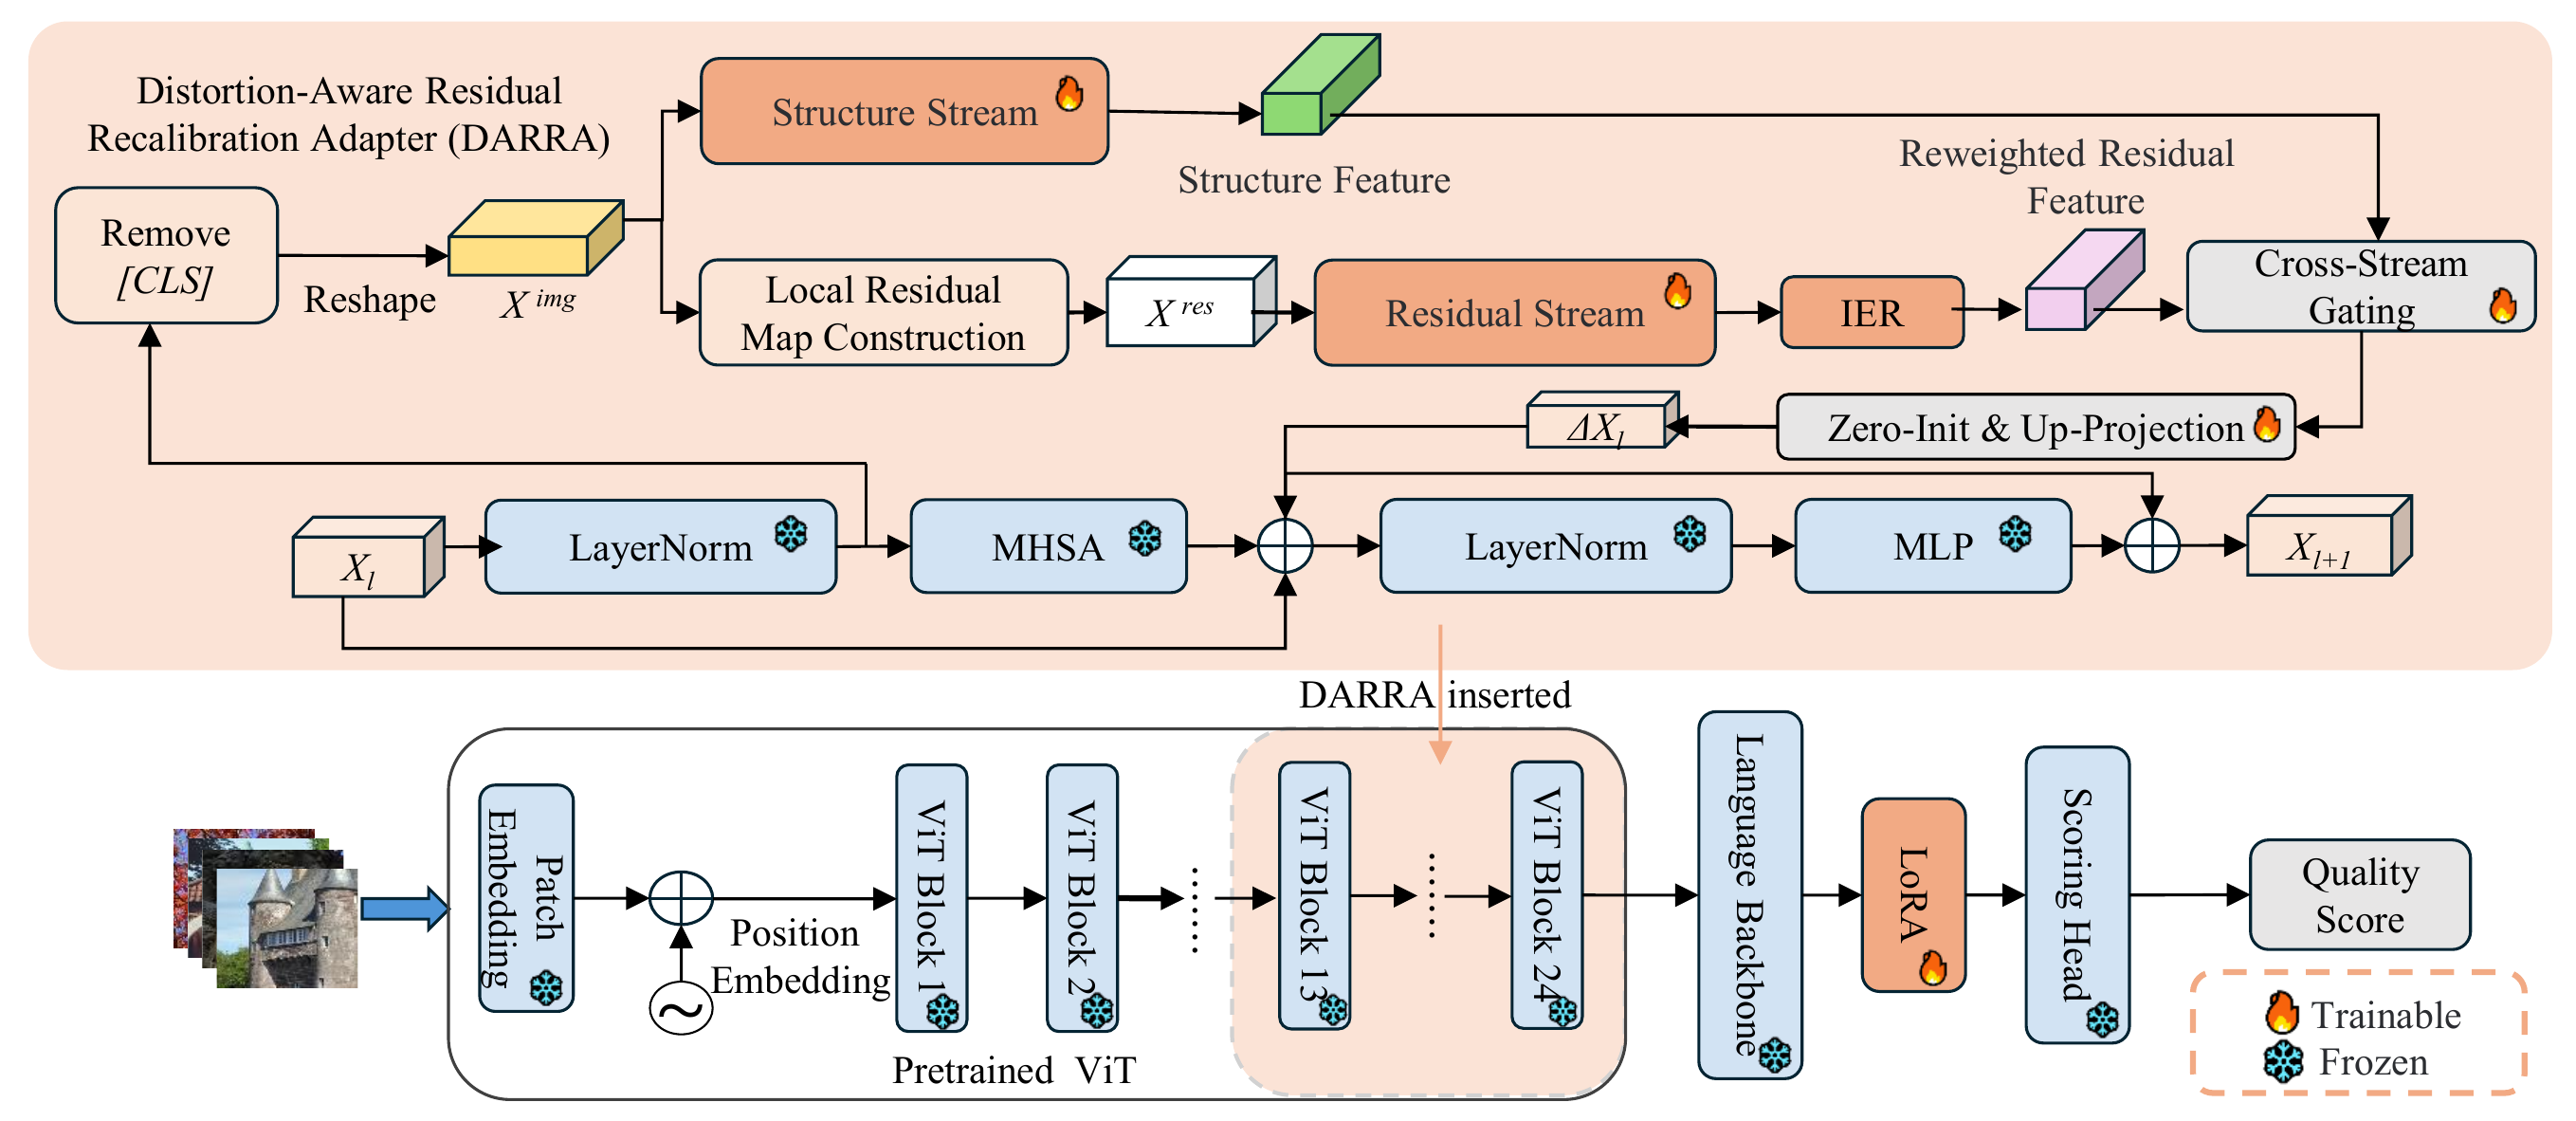 Distortion-Aware Residual
Recalibration Adapter (DARRA)
Structure Stream
Structure Feature
Reweighted Residual
Feature
Remove
[CLS]
Reshape
X img
Local Residual
Map Construction
X res
Residual Stream
IER
Cross-Stream
Gating
ΔXl
Zero-Init & Up-Projection
Xl
LayerNorm
MHSA
LayerNorm
MLP
Xl+1
DARRA inserted
Patch
Embedding
Position
Embedding
ViT Block 1
ViT Block 2
ViT Block 13
ViT Block 24
Pretrained ViT
Language Backbone
LoRA
Scoring Head
Quality
Score
Trainable
Frozen